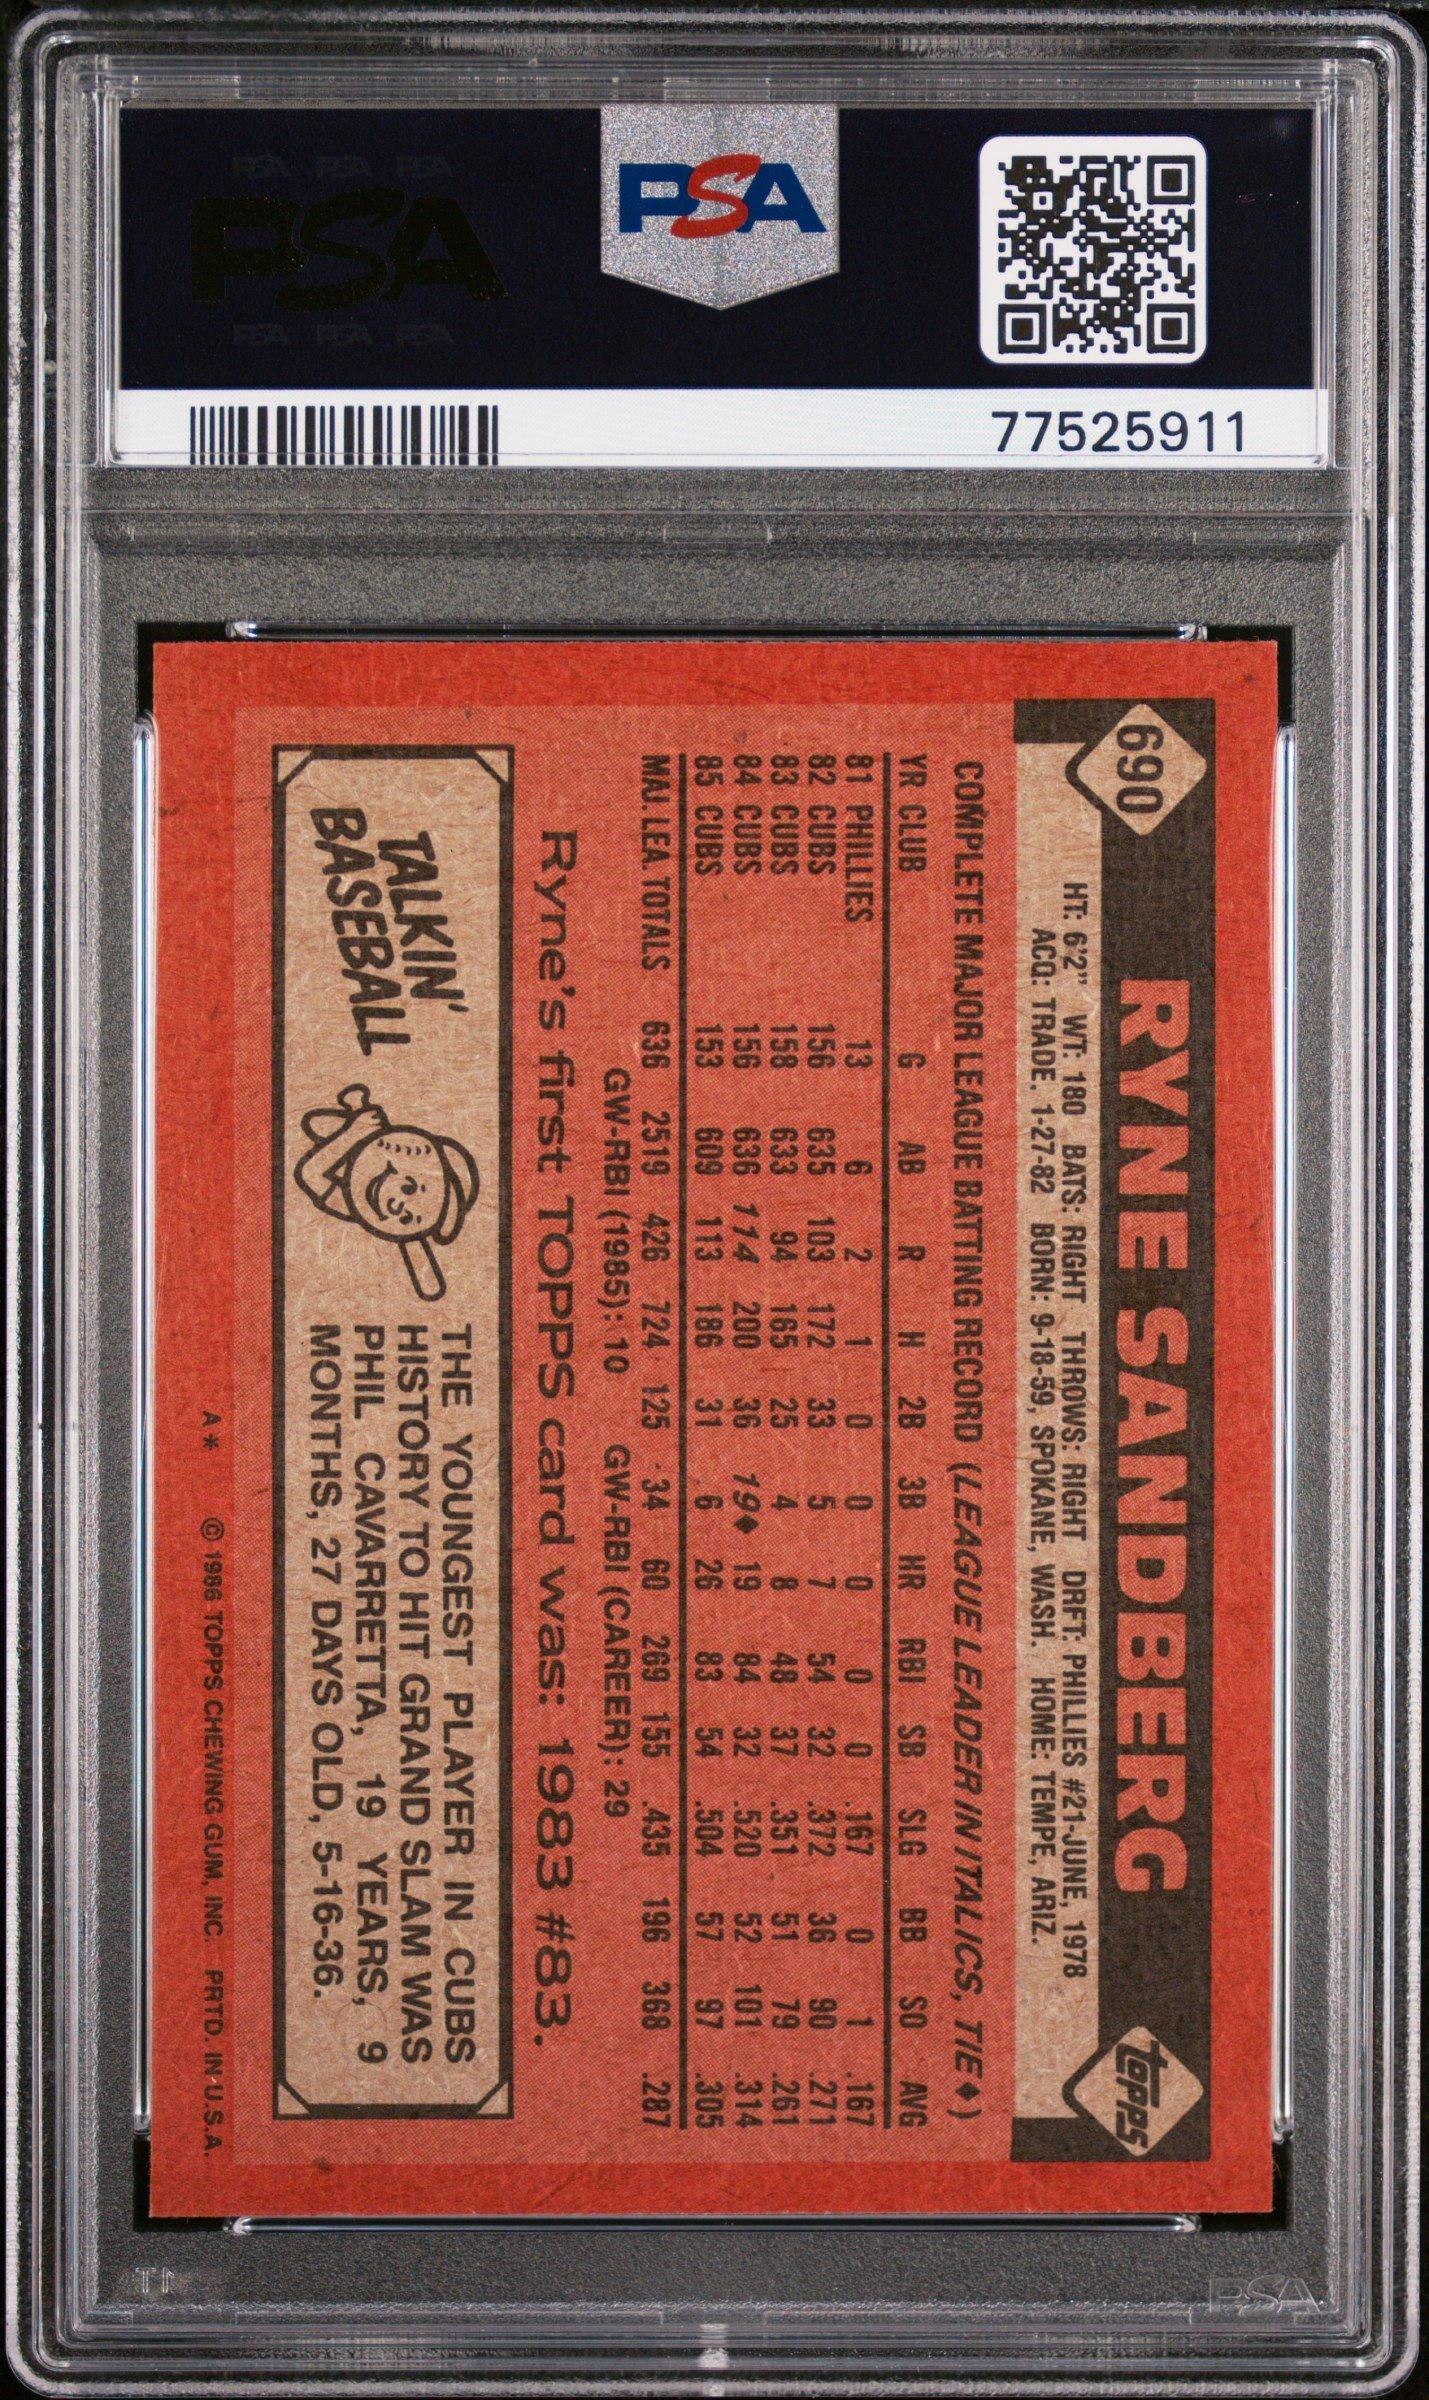 PSA PSA PSA
PSA
PSA PSA PSA
PSA
77525911
690
RYNE SANDBERG
topps
HT: 6'2" WT: 180 BATS: RIGHT THROWS: RIGHT DRFT: PHILLIES #21-JUNE, 1978
ACQ: TRADE, 1-27-82 BORN: 9-18-59, SPOKANE, WASH. HOME: TEMPE, ARIZ.
COMPLETE MAJOR LEAGUE BATTING RECORD (LEAGUE LEADER IN ITALICS, TIE♦)
YR CLUB G AB R H 2B 3B HR RBI SB SLG BB SO AVG
81 PHILLIES 13 6 2 1 0 0 0 0 0 .167 0 1 .167
82 CUBS 156 635 103 172 33 5 7 54 32 .372 36 90 .271
83 CUBS 158 633 94 165 25 4 8 48 37 .351 51 79 .261
84 CUBS 156 636 114 200 36 19♦ 19 84 32 .520 52 101 .314
85 CUBS 153 609 113 186 31 6 26 83 54 .504 57 97 .305
MAJ. LEA. TOTALS 636 2519 426 724 125 34 60 269 155 .435 196 368 .287
GW-RBI (1985): 10 GW-RBI (CAREER): 29
Ryne's first TOPPS card was: 1983 #83.
TALKIN'
BASEBALL
THE YOUNGEST PLAYER IN CUBS
HISTORY TO HIT GRAND SLAM WAS
PHIL CAVARRETTA, 19 YEARS, 9
MONTHS, 27 DAYS OLD, 5-16-36.
A* © 1986 TOPPS CHEWING GUM, INC. PRTD. IN U.S.A.
PSA